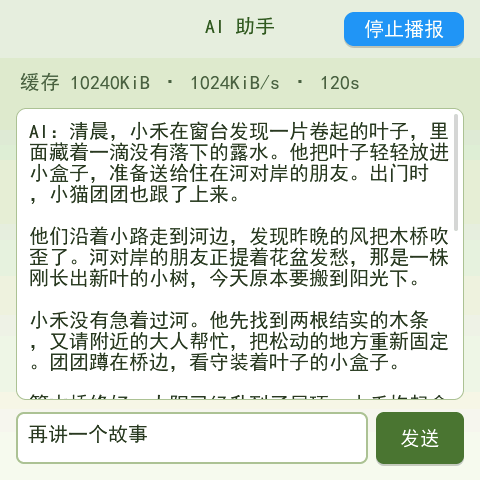 AI 助手
停止播报
缓存 10240KiB · 1024KiB/s · 120s
AI：清晨，小禾在窗台发现一片卷起的叶子，里
面藏着一滴没有落下的露水。他把叶子轻轻放进
小盒子，准备送给住在河对岸的朋友。出门时
，小猫团团也跟了上来。
他们沿着小路走到河边，发现昨晚的风把木桥吹
歪了。河对岸的朋友正提着花盆发愁，那是一株
刚长出新叶的小树，今天原本要搬到阳光下。
小禾没有急着过河。他先找到两根结实的木条
，又请附近的大人帮忙，把松动的地方重新固定
。团团蹲在桥边，看守装着叶子的小盒子。
再讲一个故事
发送